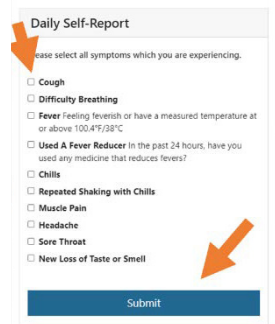 Daily Self-Report
ease select all symptoms which you are experiencing.
Cough
Difficulty Breathing
Fever Feeling feverish or have a measured temperature at
or above 100.4°F/38°C
Used A Fever Reducer In the past 24 hours, have you
used any medicine that reduces fevers?
Chills
Repeated Shaking with Chills
Muscle Pain
Headache
Sore Throat
New Loss of Taste or Smell
Submit